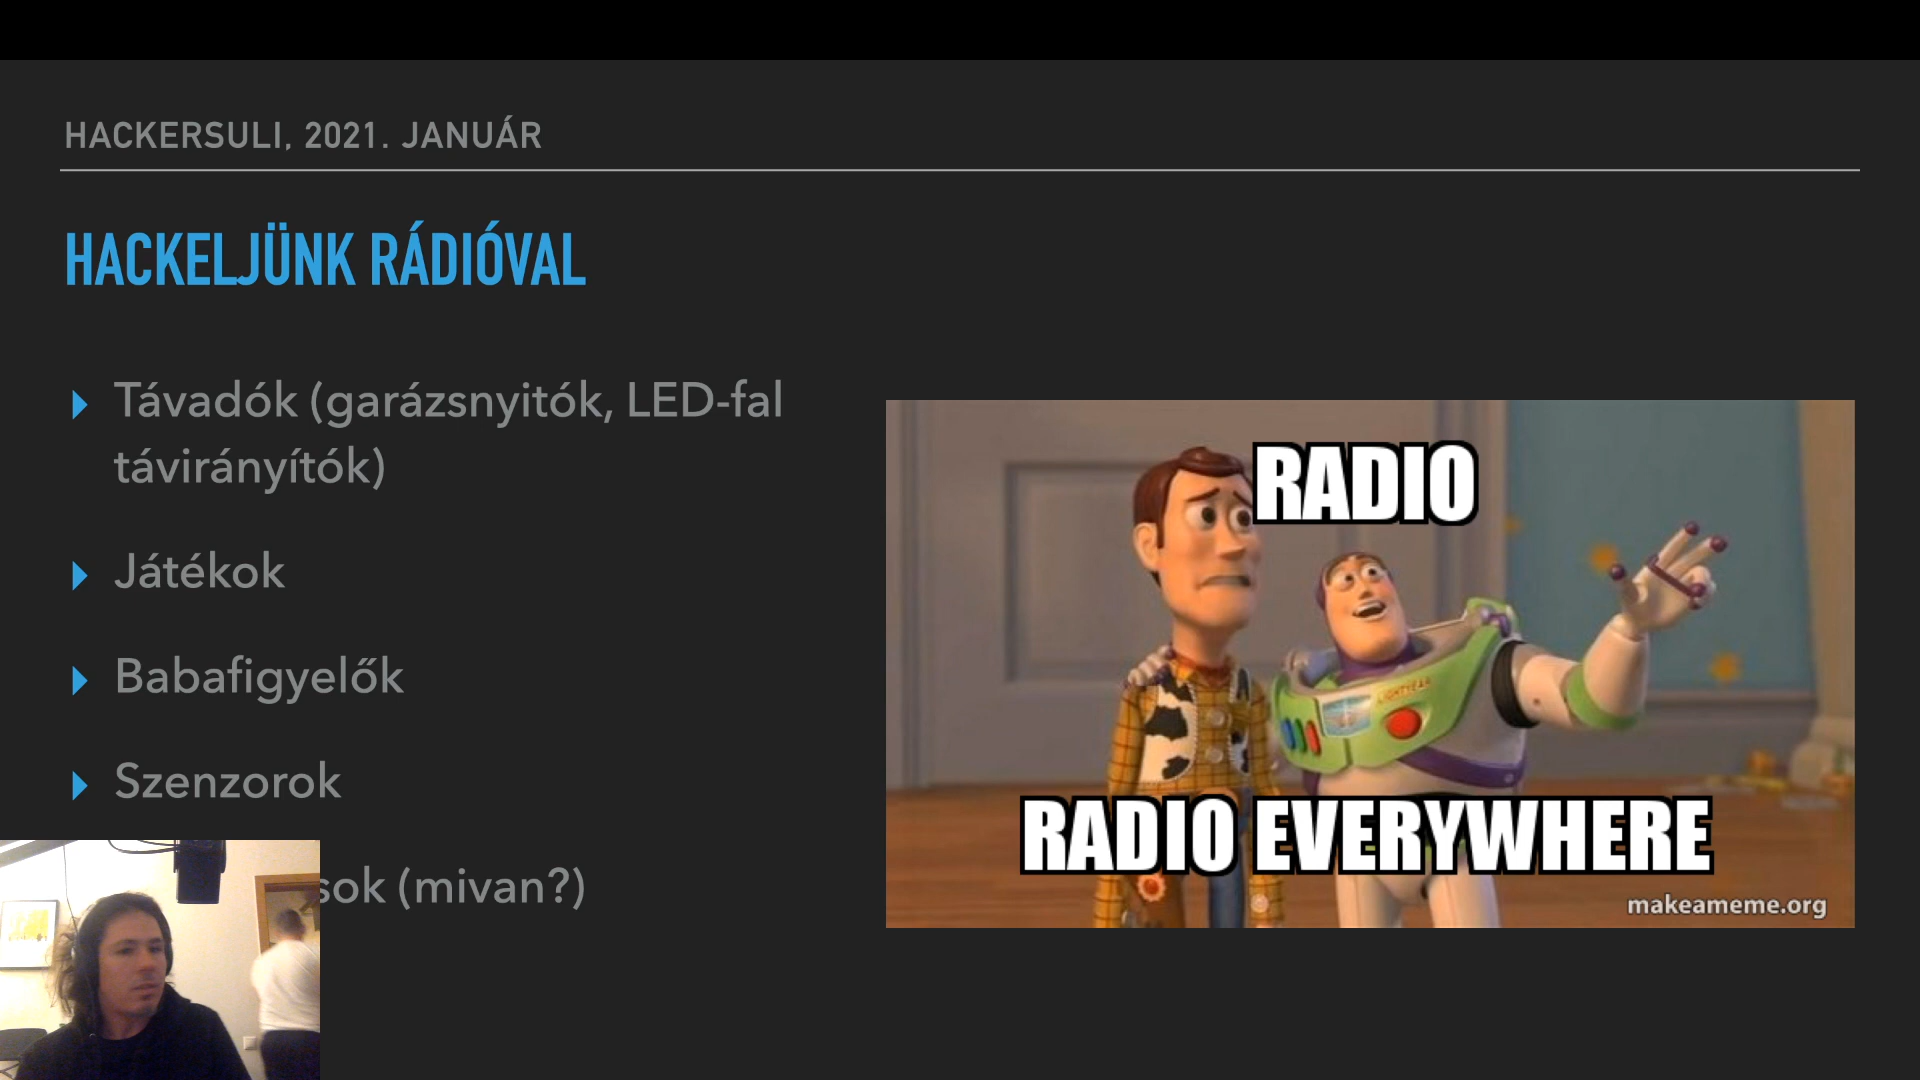 HACKERSULI, 2021. JANUÁR
HACKELJÜNK RÁDIÓVAL
Távadók (garázsnyitók, LED-fal
távirányítók)
Játékok
Babafigyelők
Szenzorok
(mivan?)
RADIO
LIGHTYEAR
RADIO EVERYWHERE
makeameme.org